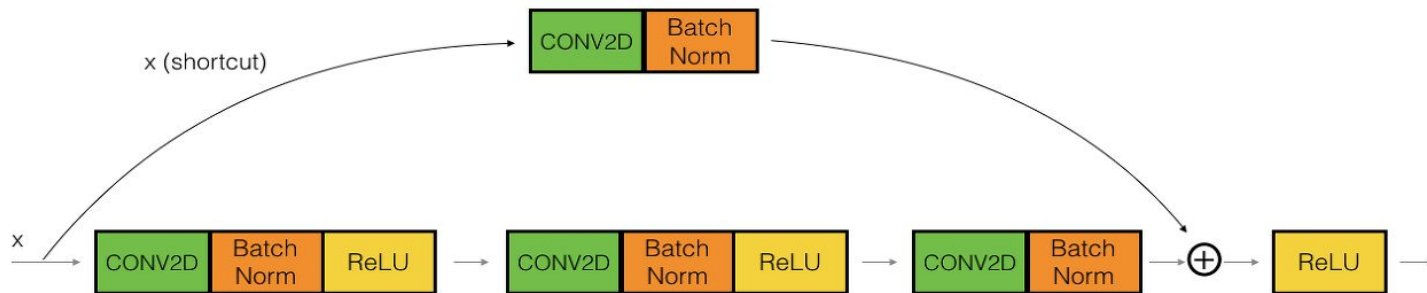 x (shortcut)
CONV2D
Batch
Norm
x
CONV2D
Batch
Norm
ReLU
CONV2D
Batch
Norm
ReLU
CONV2D
Batch
Norm
ReLU